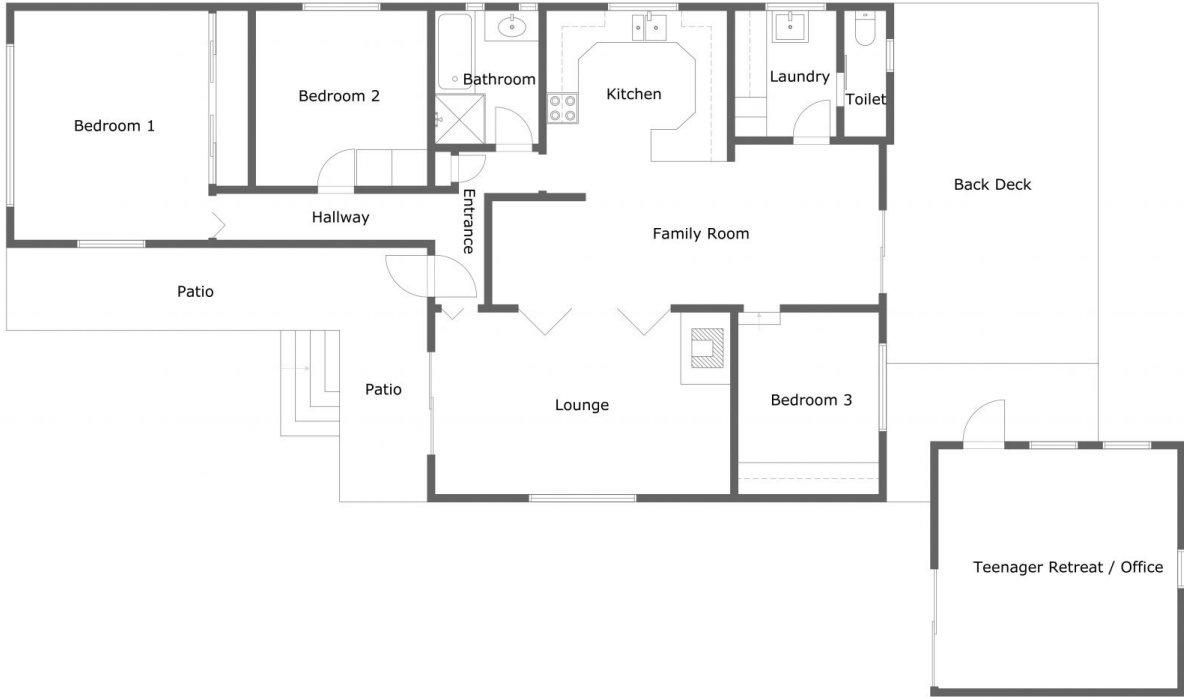 Bathroom
Laundry
Kitchen
Bedroom 2
Toilet
Bedroom 1
Back Deck
Hallway
Entrance
Family Room
Patio
Patio
Bedroom 3
Lounge
Teenager Retreat / Office